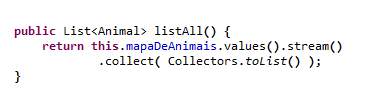 public List<Animal> listAll() {
return this.mapaDeAnimais.values().stream()
.collect( Collectors.toList() );
}